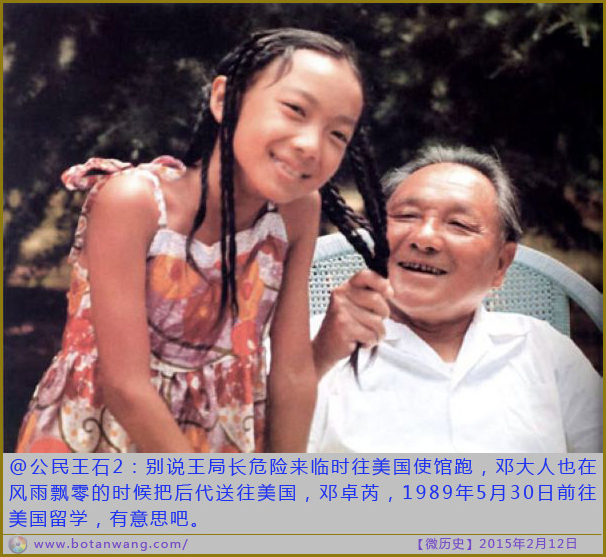 @公民王石2：别说王局长危险来临时往美国使馆跑，邓大人也在
风雨飘零的时候把后代送往美国，邓卓芮，1989年5月30日前往
美国留学，有意思吧。
www.botanwang.com/
【微历史】2015年2月12日